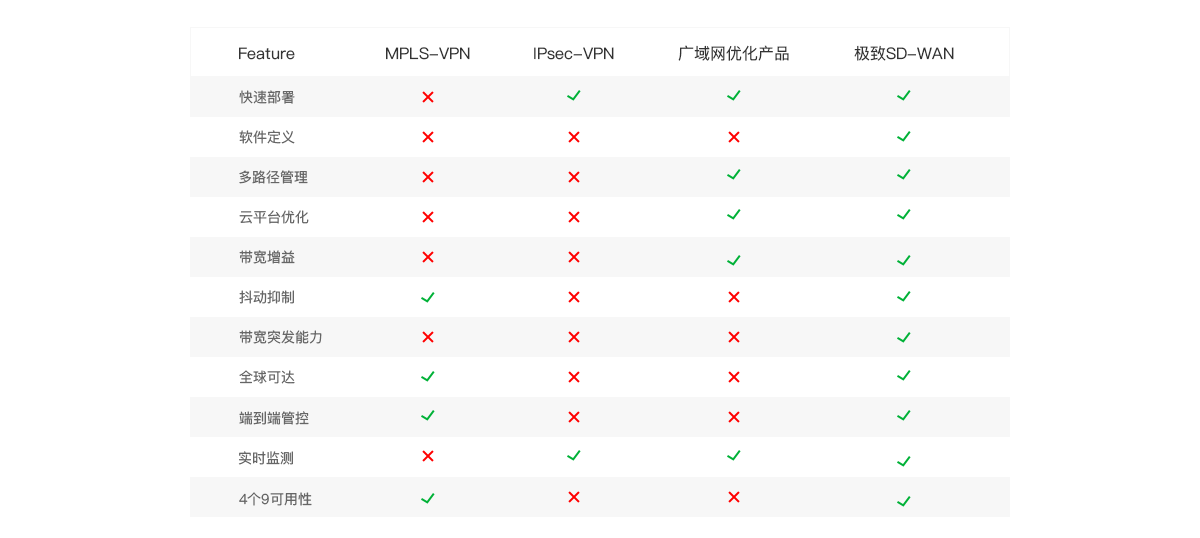 Feature MPLS-VPN IPsec-VPN 广域网优化产品 极致SD-WAN
快速部署
软件定义
多路径管理
云平台优化
带宽增益
抖动抑制
带宽突发能力
全球可达
端到端管控
实时监测
4个9可用性